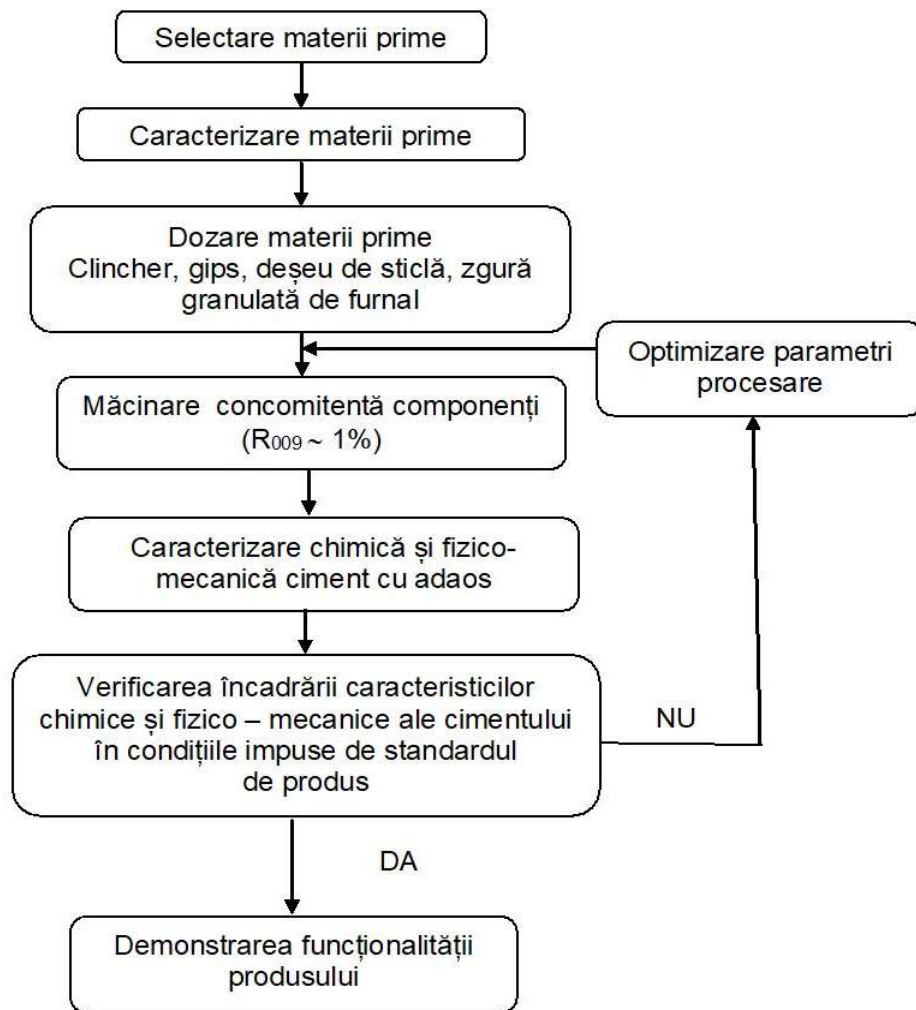 Selectare materii prime
Caracterizare materii prime
Dozare materii prime
Clincher, gips, deșeu de sticlă, zgură
granulată de furnal
Optimizare parametri
procesare
Măcinare concomitentă componenți
(R009 ~ 1%)
Caracterizare chimică și fizico-
mecanică ciment cu adaos
Verificarea încadrării caracteristicilor
chimice și fizico – mecanice ale cimentului
în condițiile impuse de standardul
de produs
NU
DA
Demonstrarea funcționalității
produsului